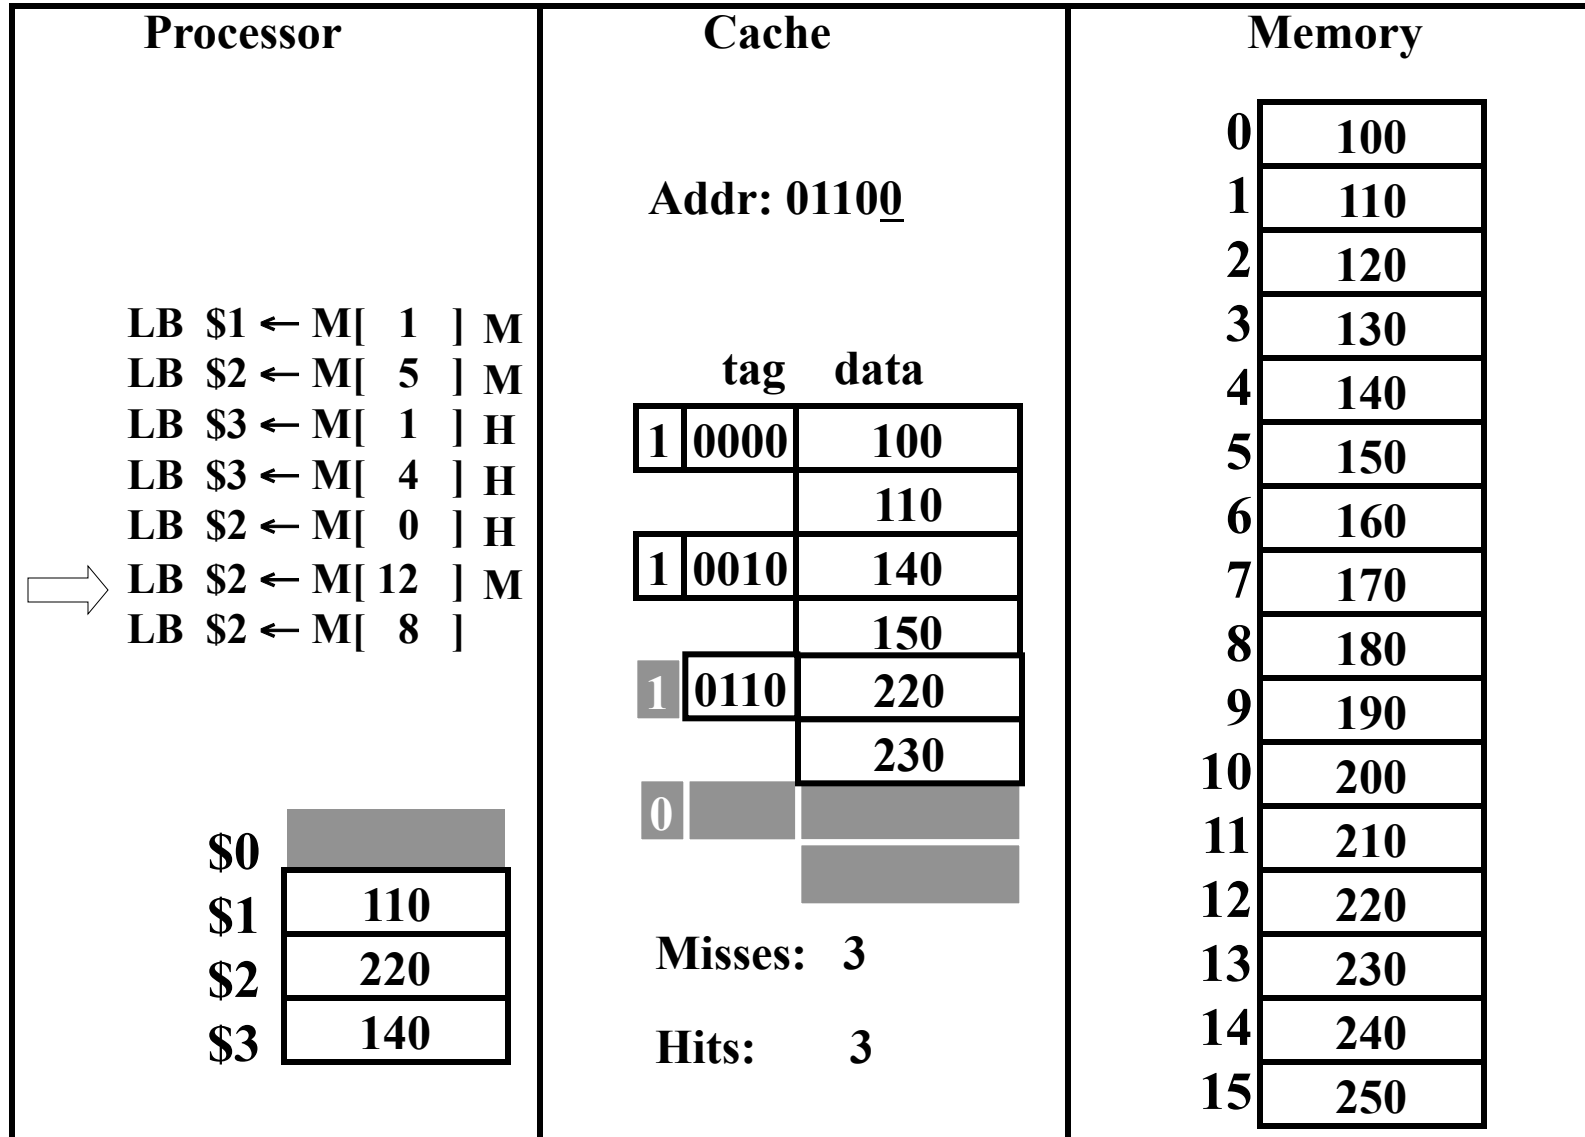 Processor
LB $1 ← M[ 1 ] M
LB $2 ← M[ 5 ] M
LB $3 ← M[ 1 ] H
LB $3 ← M[ 4 ] H
LB $2 ← M[ 0 ] H
LB $2 ← M[ 12 ] M
LB $2 ← M[ 8 ]
$0
$1 110
$2 220
$3 140
Cache
Addr: 01100
tag data
1 0000 100
110
1 0010 140
150
1 0110 220
230
0
Misses: 3
Hits: 3
Memory
0 100
1 110
2 120
3 130
4 140
5 150
6 160
7 170
8 180
9 190
10 200
11 210
12 220
13 230
14 240
15 250